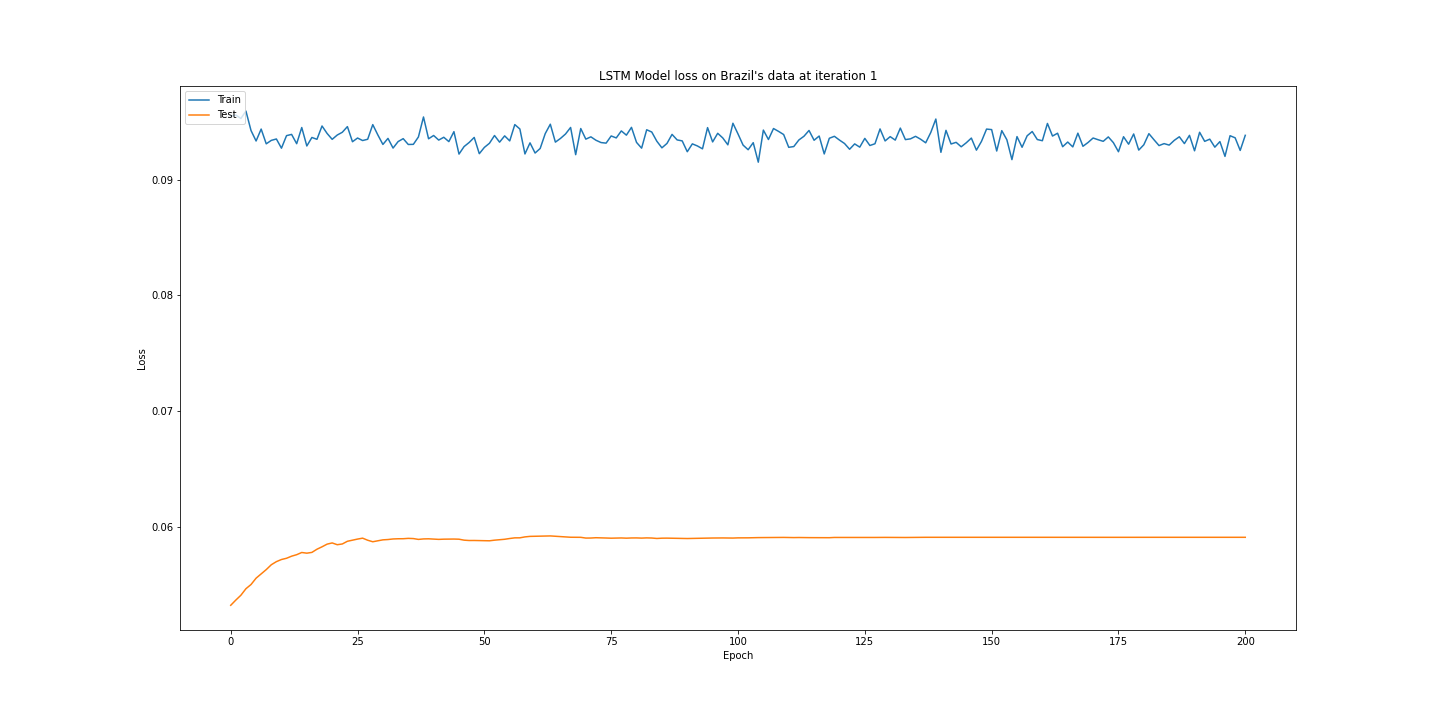 LSTM Model loss on Brazil's data at iteration 1
Train
Test
0.09
0.08
0.07
0.06
Loss
0 25 50 75 100 125 150 175 200
Epoch